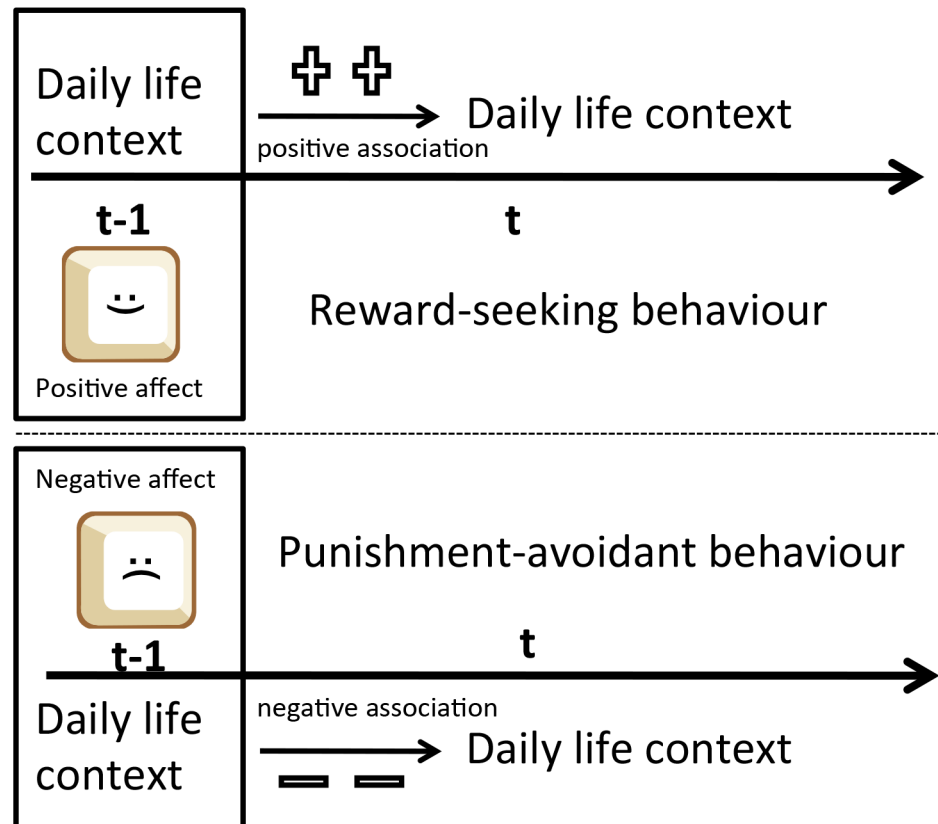 Daily life
context
positive association
Daily life context
t-1
t
:)
Positive affect
Reward-seeking behaviour
Negative affect
:(
Punishment-avoidant behaviour
t-1
t
Daily life
context
negative association
Daily life context